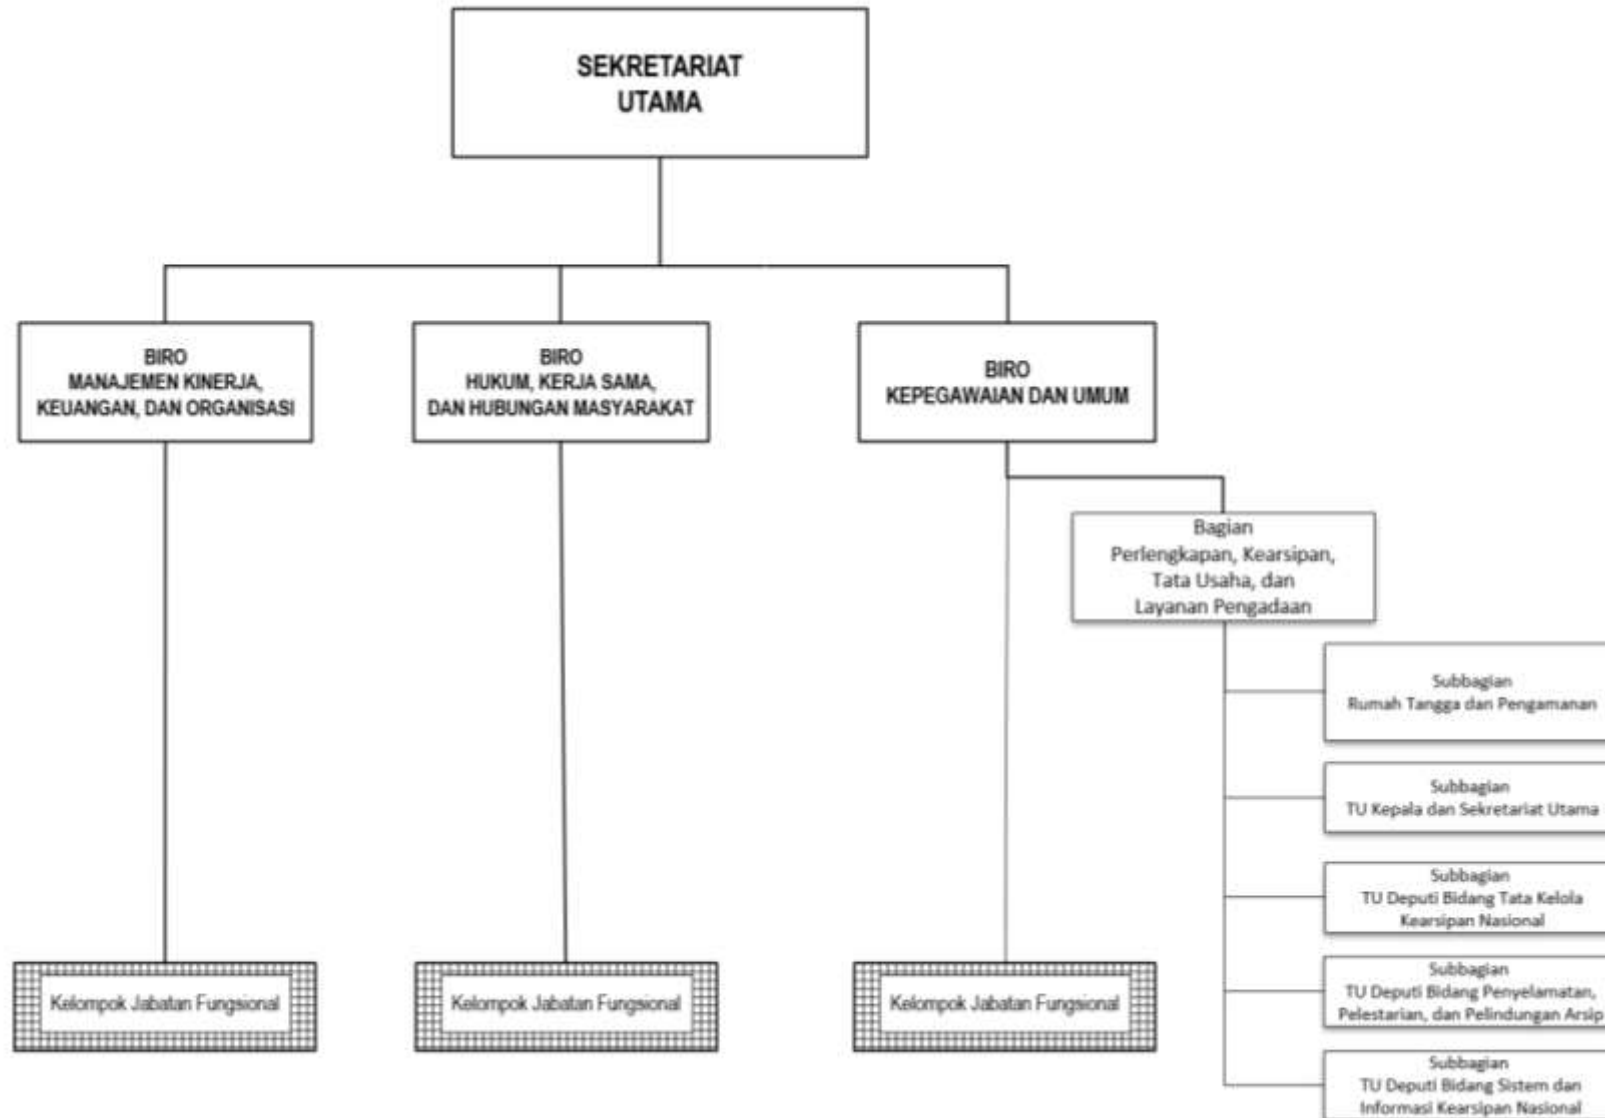 SEKRETARIAT
UTAMA
BIRO
MANAJEMEN KINERJA,
KEUANGAN, DAN ORGANISASI
BIRO
HUKUM, KERJA SAMA,
DAN HUBUNGAN MASYARAKAT
BIRO
KEPEGAWAIAN DAN UMUM
Bagian
Perlengkapan, Kearsipan,
Tata Usaha, dan
Layanan Pengadaan
Subbagian
Rumah Tangga dan Pengamanan
Subbagian
TU Kepala dan Sekretariat Utama
Subbagian
TU Deputi Bidang Tata Kelola
Kearsipan Nasional
Subbagian
TU Deputi Bidang Penyelamatan,
Pelestarian, dan Pelindungan Arsip
Subbagian
TU Deputi Bidang Sistem dan
Informasi Kearsipan Nasional
Kelompok Jabatan Fungsional
Kelompok Jabatan Fungsional
Kelompok Jabatan Fungsional